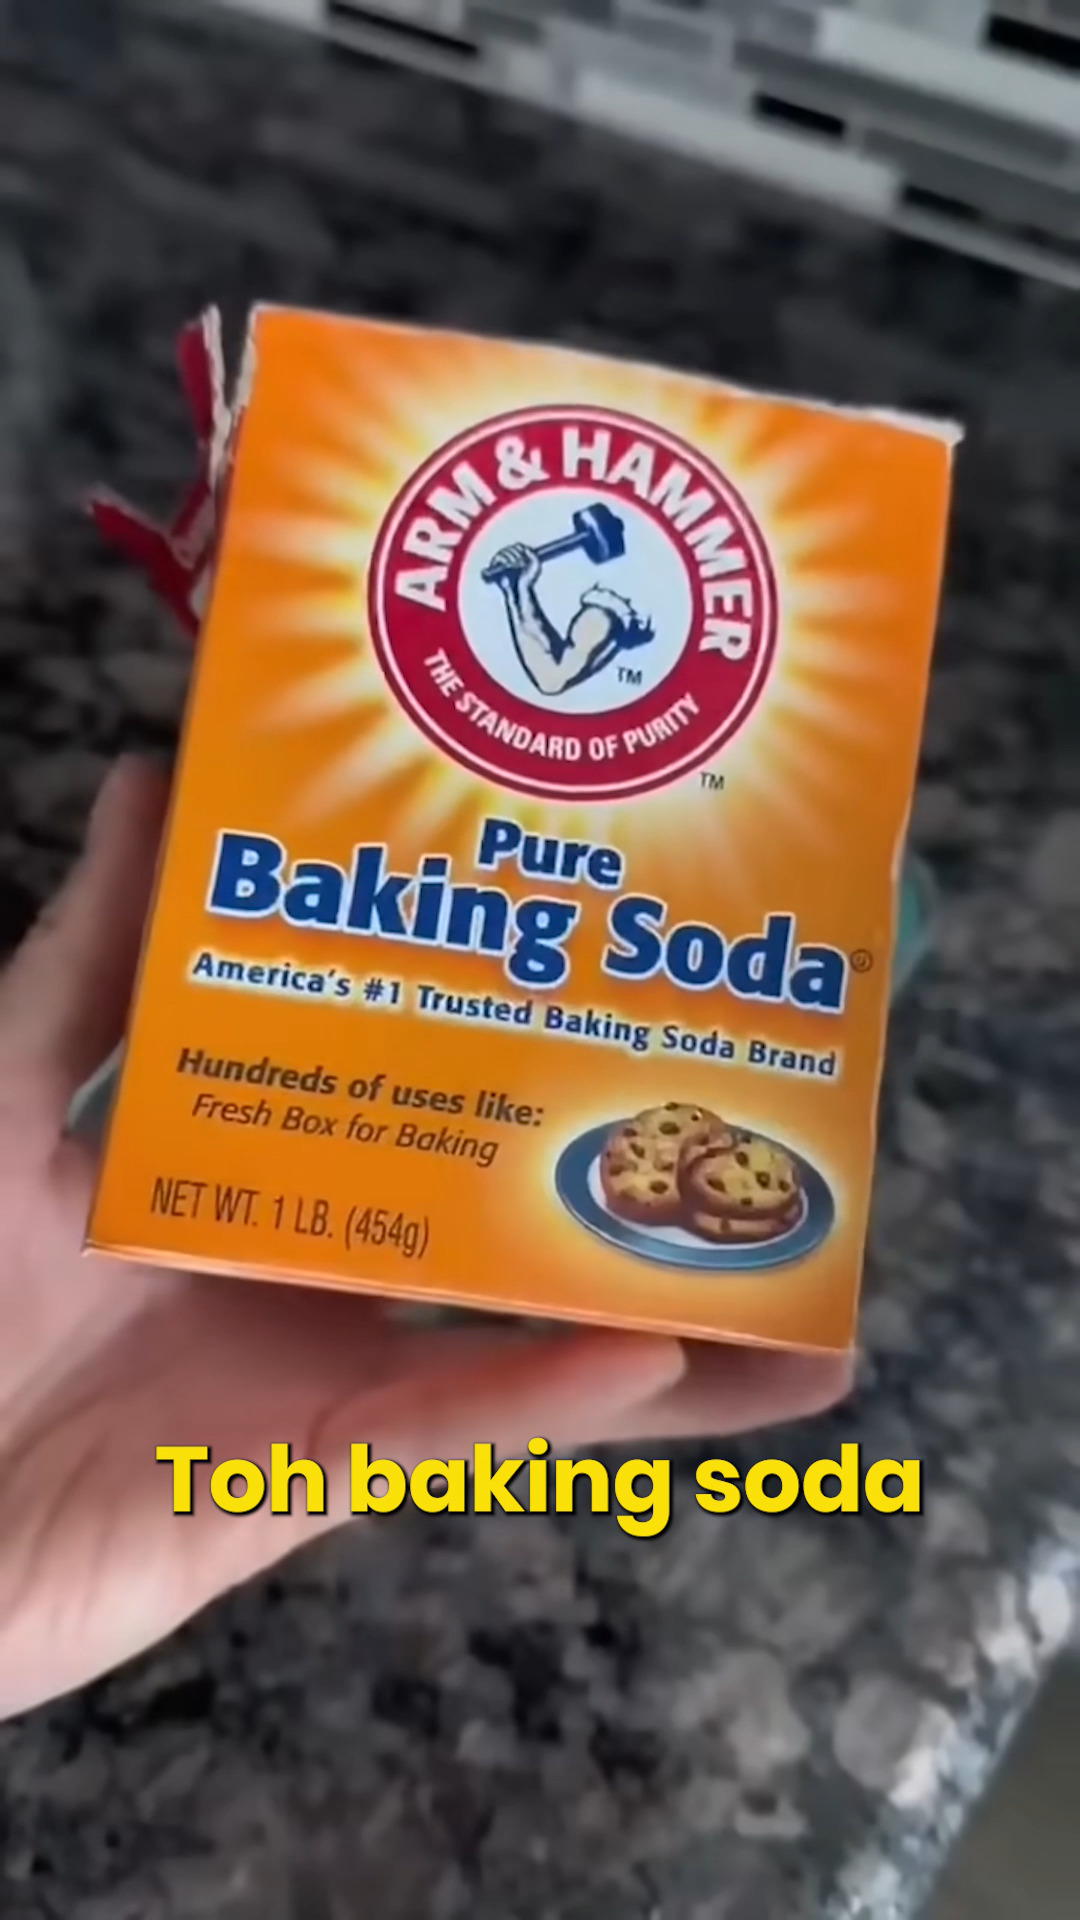 ARM & HAMMER
THE STANDARD OF PURITY
TM
TM
Pure
Baking Soda®
America's #1 Trusted Baking Soda Brand
Hundreds of uses like:
Fresh Box for Baking
NET WT. 1 LB. (454g)
Toh baking soda